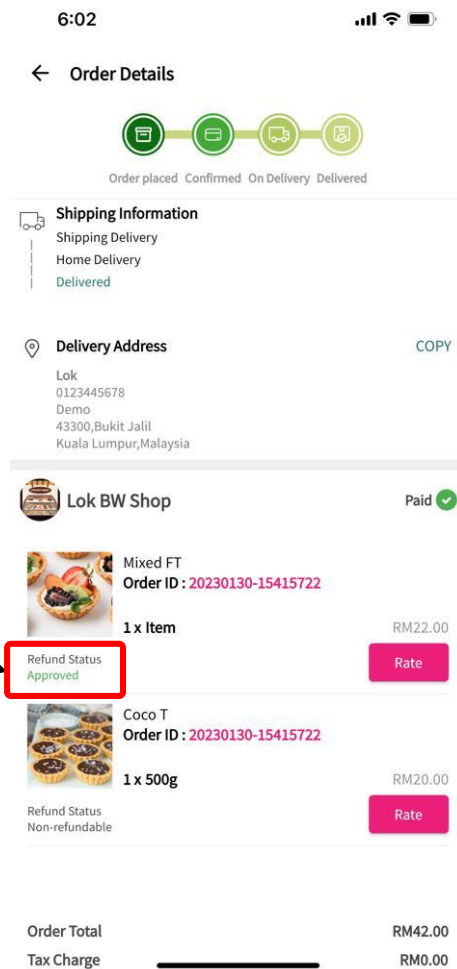 6:02
Order Details
Order placed Confirmed On Delivery Delivered
Shipping Information
Shipping Delivery
Home Delivery
Delivered
Delivery Address COPY
Lok
0123445678
Demo
43300,Bukit Jalil
Kuala Lumpur,Malaysia
Lok BW Shop Paid
Mixed FT
Order ID : 20230130-15415722
1 x Item RM22.00
Refund Status
Approved
Rate
Coco T
Order ID : 20230130-15415722
1 x 500g RM20.00
Refund Status
Non-refundable
Rate
Order Total RM42.00
Tax Charge RM0.00